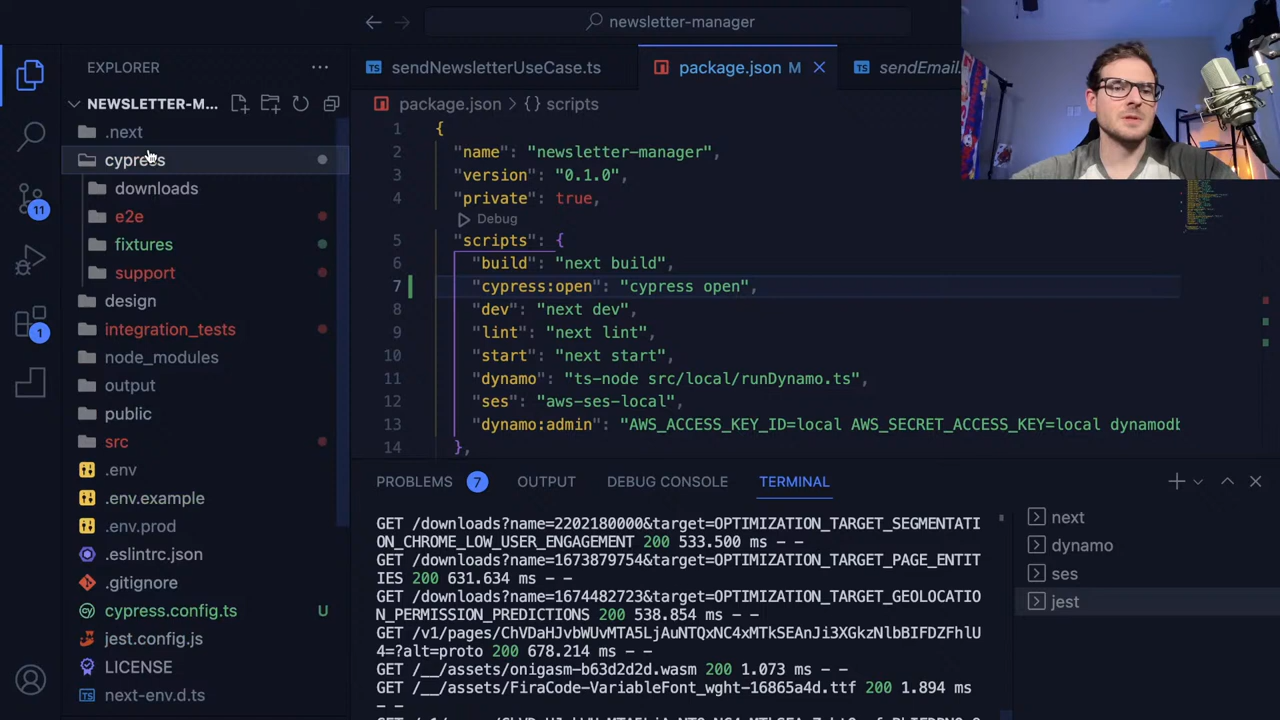 newsletter-manager
EXPLORER
NEWSLETTER-M...
.next
cypress
downloads
e2e
fixtures
support
design
integration_tests
node_modules
output
public
src
.env
.env.example
.env.prod
.eslintrc.json
.gitignore
cypress.config.ts U
jest.config.js
LICENSE
next-env.d.ts
11
1
TS sendNewsletterUseCase.ts
package.json M
TS sendEmail.
package.json > {} scripts
1 {
2 "name": "newsletter-manager",
3 "version": "0.1.0",
4 "private": true,
Debug
5 "scripts": {
6 "build": "next build",
7 "cypress:open": "cypress open",
8 "dev": "next dev",
9 "lint": "next lint",
10 "start": "next start",
11 "dynamo": "ts-node src/local/runDynamo.ts",
12 "ses": "aws-ses-local",
13 "dynamo:admin": "AWS_ACCESS_KEY_ID=local AWS_SECRET_ACCESS_KEY=local dynamodb
14 },
PROBLEMS 7 OUTPUT DEBUG CONSOLE TERMINAL
GET /downloads?name=2202180000&target=OPTIMIZATION_TARGET_SEGMENTATI
ON_CHROME_LOW_USER_ENGAGEMENT 200 533.500 ms - -
GET /downloads?name=1673879754&target=OPTIMIZATION_TARGET_PAGE_ENTIT
IES 200 631.634 ms - -
GET /downloads?name=1674482723&target=OPTIMIZATION_TARGET_GEOLOCATIO
N_PERMISSION_PREDICTIONS 200 538.854 ms - -
GET /v1/pages/ChVDaHJvbWUvMTA5LjAuNTQxNC4xMTkSEAnJi3XGkzNlbBIFDZFhlU
4=?alt=proto 200 678.214 ms - -
GET /__/assets/onigasm-b63d2d2d.wasm 200 1.073 ms - -
GET /__/assets/FiraCode-VariableFont_wght-16865a4d.ttf 200 1.894 ms
- -
next
dynamo
ses
jest